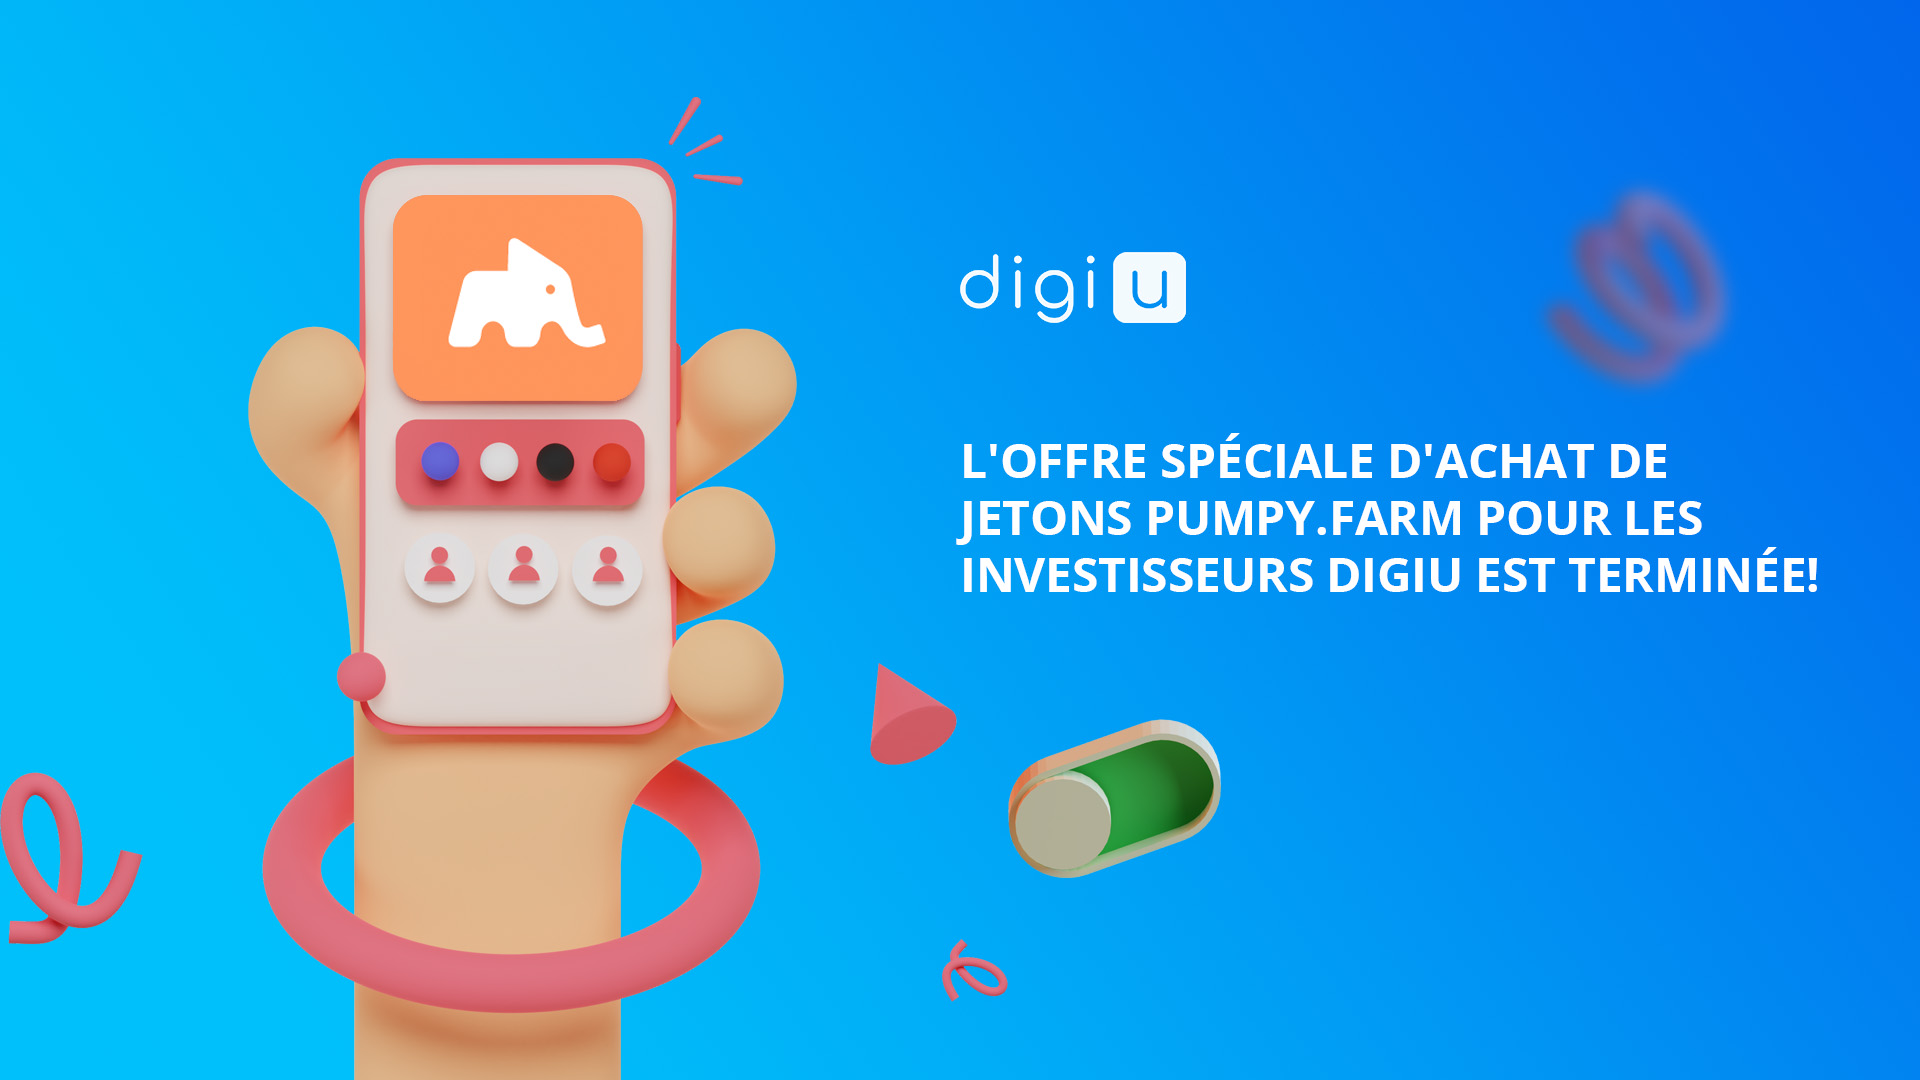 digi u
L'OFFRE SPÉCIALE D'ACHAT DE
JETONS PUMPY.FARM POUR LES
INVESTISSEURS DIGIU EST TERMINÉE!